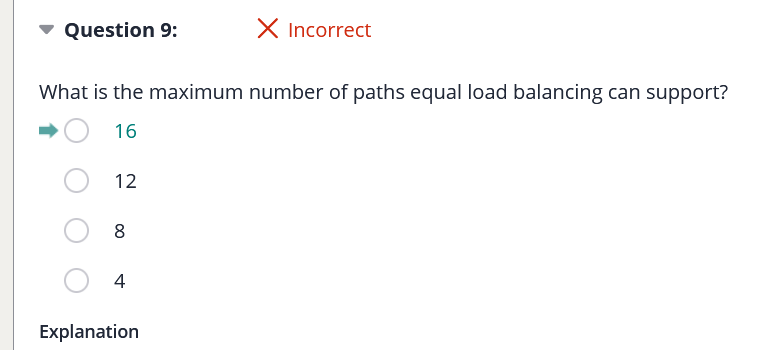 Question 9: Incorrect
What is the maximum number of paths equal load balancing can support?
16
12
8
4
Explanation